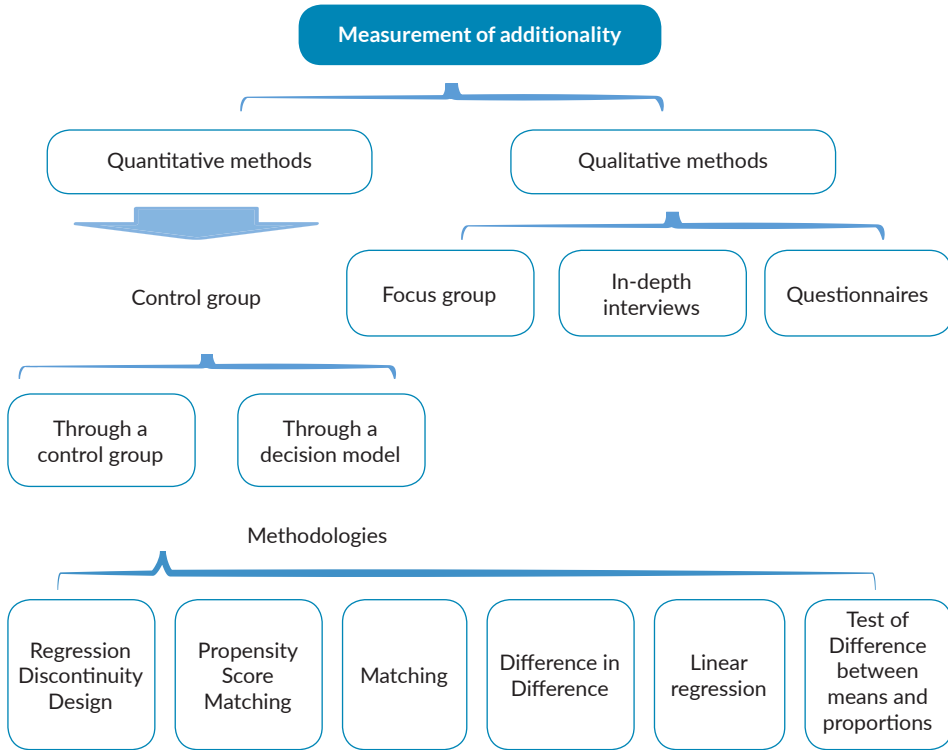 Measurement of additionality
Quantitative methods
Qualitative methods
Focus group
In-depth
interviews
Questionnaires
Control group
Through a
control group
Through a
decision model
Methodologies
Regression
Discontinuity
Design
Propensity
Score
Matching
Matching
Difference in
Difference
Linear
regression
Test of
Difference
between
means and
proportions